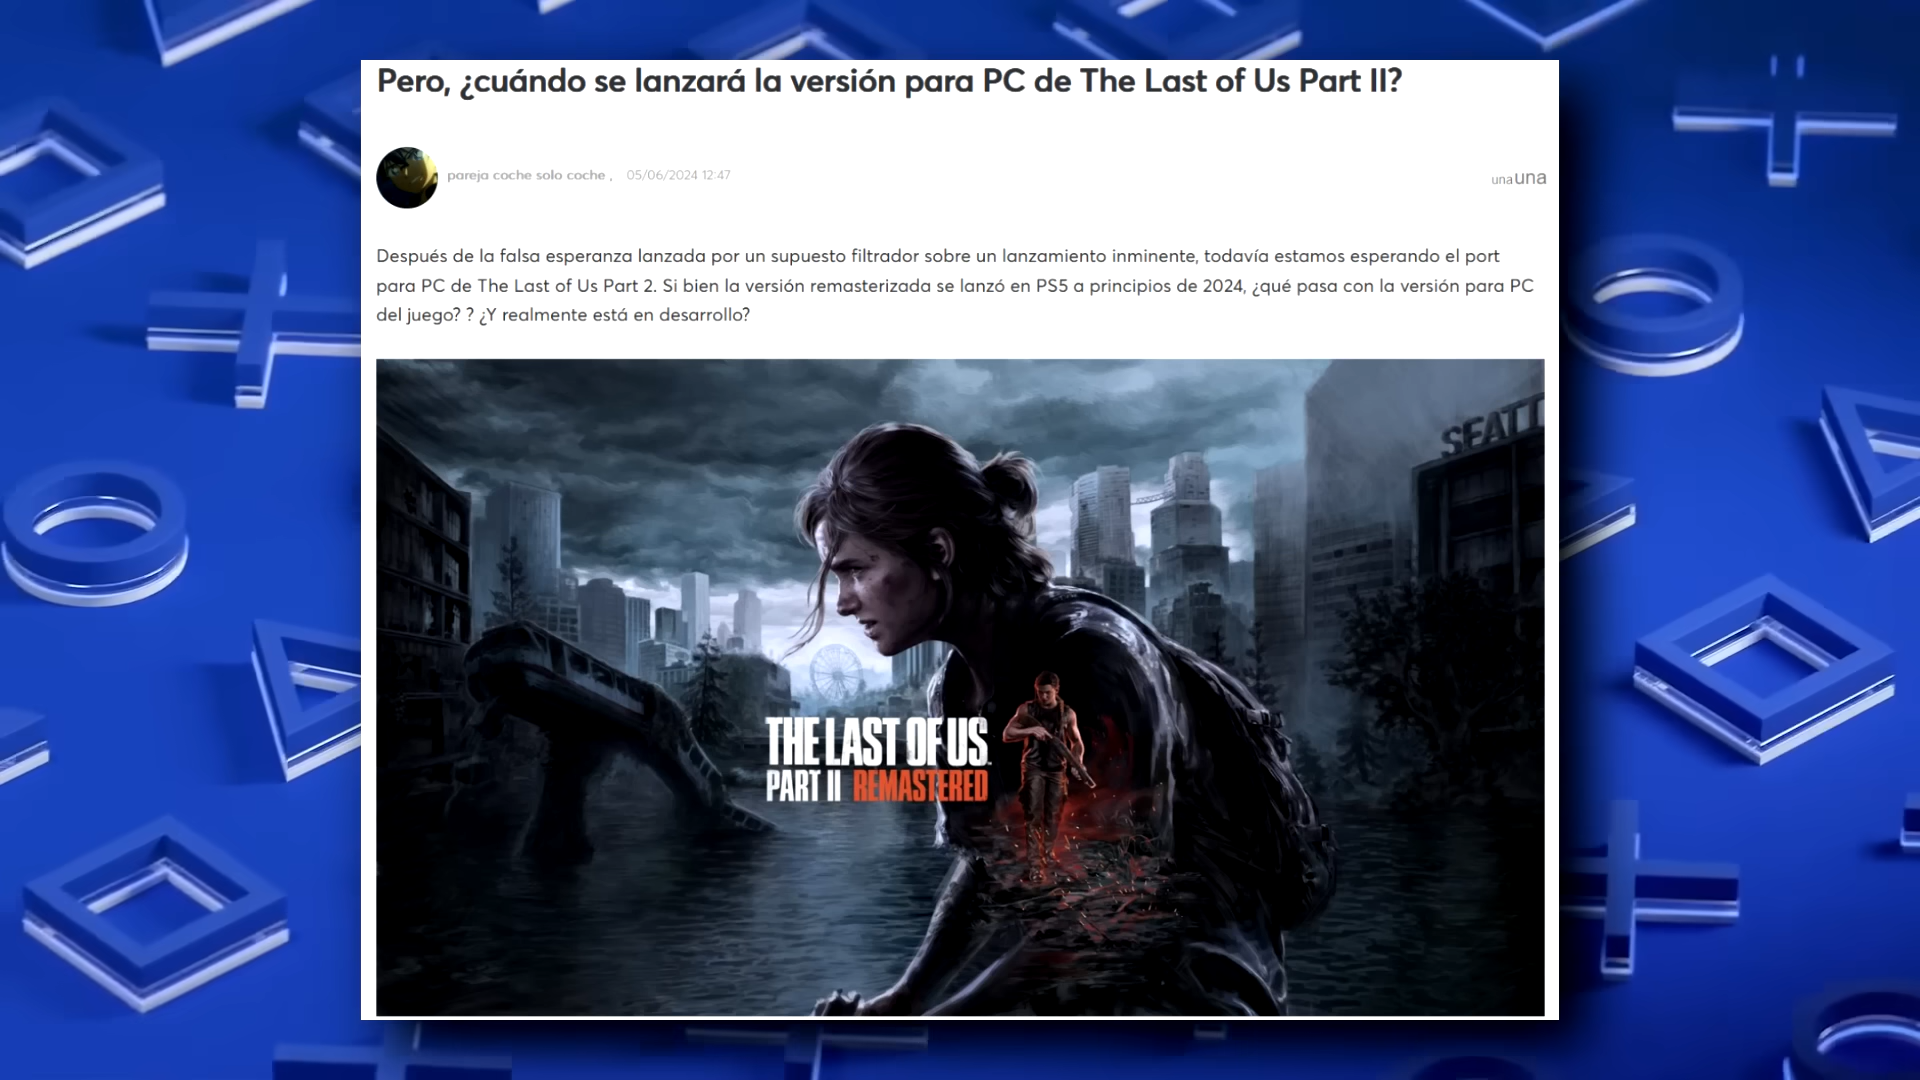 Pero, ¿cuándo se lanzará la versión para PC de The Last of Us Part II?
pareja coche solo coche , 05/06/2024 12:47
unauna
Después de la falsa esperanza lanzada por un supuesto filtrador sobre un lanzamiento inminente, todavía estamos esperando el port
para PC de The Last of Us Part 2. Si bien la versión remasterizada se lanzó en PS5 a principios de 2024, ¿qué pasa con la versión para PC
del juego? ? ¿Y realmente está en desarrollo?
SEATT
THE LAST OF US
PART II REMASTERED